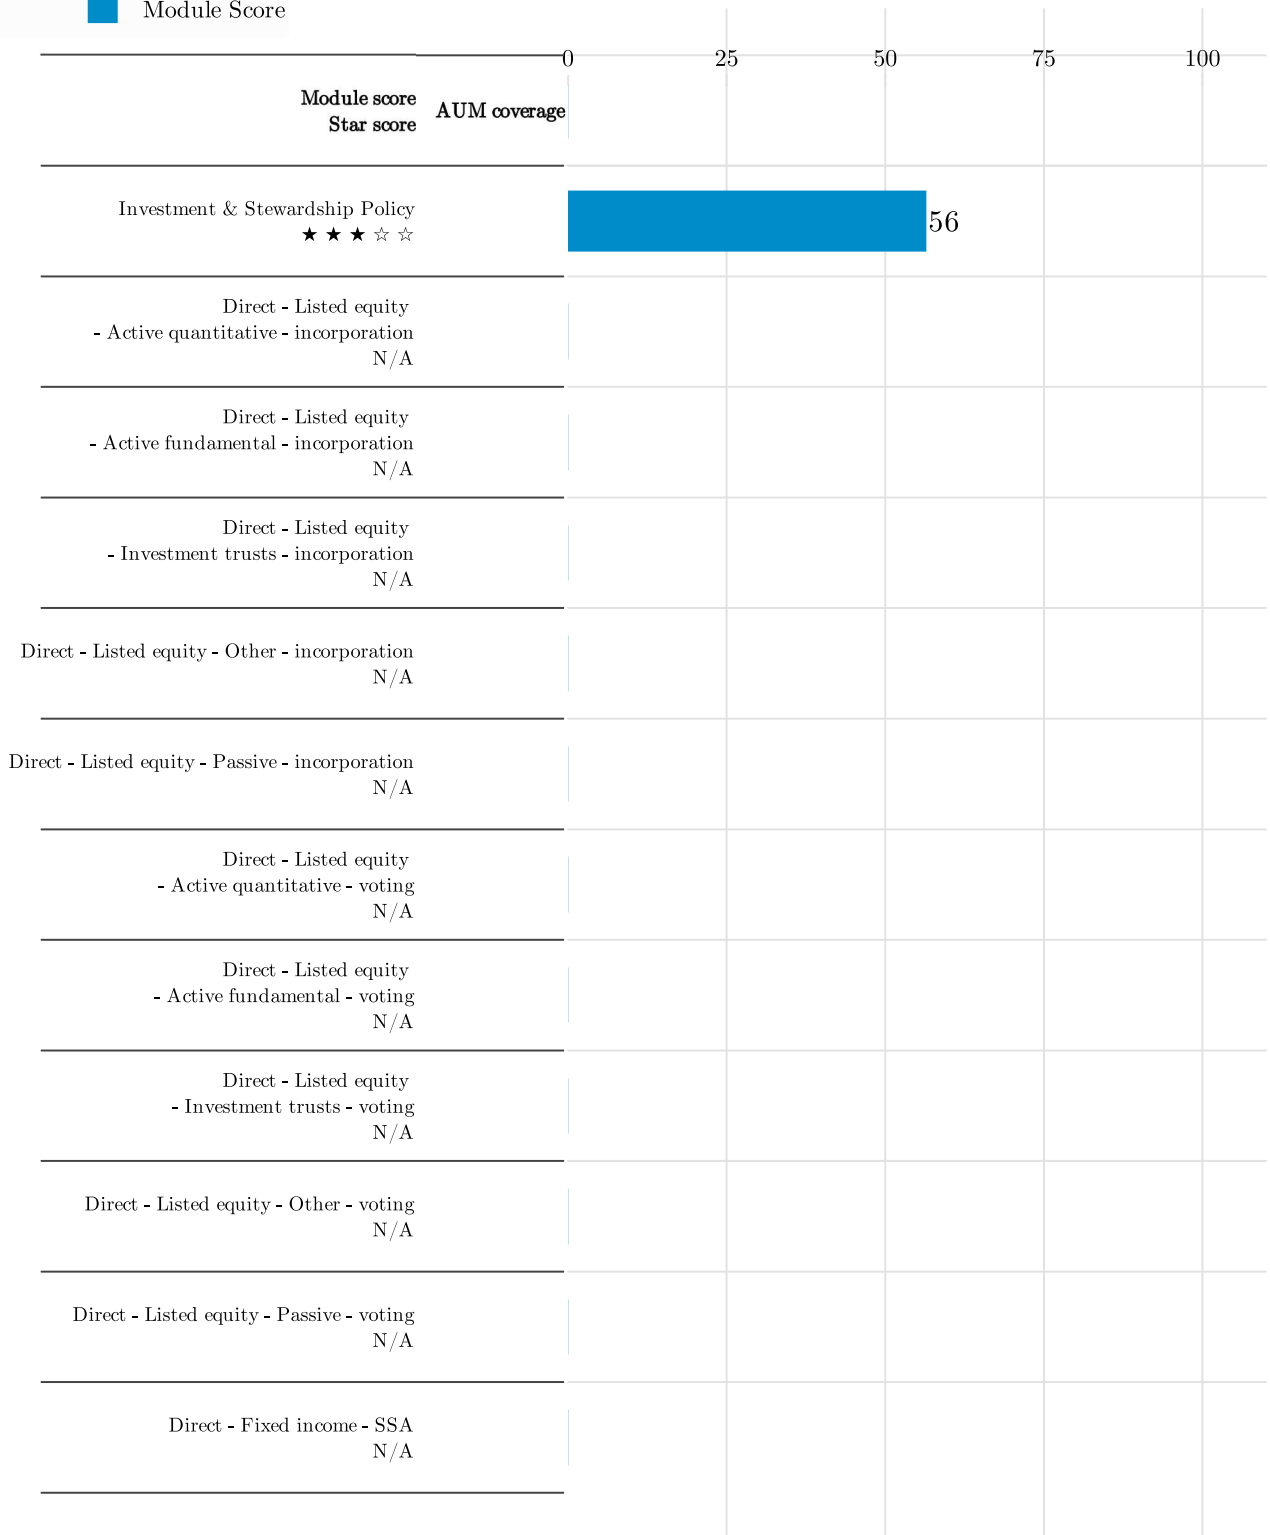 Module Score
0 25 50 75 100
Module score
Star score
AUM coverage
Investment & Stewardship Policy
★ ★ ★ ☆ ☆
56
Direct - Listed equity
- Active quantitative - incorporation
N/A
Direct - Listed equity
- Active fundamental - incorporation
N/A
Direct - Listed equity
- Investment trusts - incorporation
N/A
Direct - Listed equity - Other - incorporation
N/A
Direct - Listed equity - Passive - incorporation
N/A
Direct - Listed equity
- Active quantitative - voting
N/A
Direct - Listed equity
- Active fundamental - voting
N/A
Direct - Listed equity
- Investment trusts - voting
N/A
Direct - Listed equity - Other - voting
N/A
Direct - Listed equity - Passive - voting
N/A
Direct - Fixed income - SSA
N/A